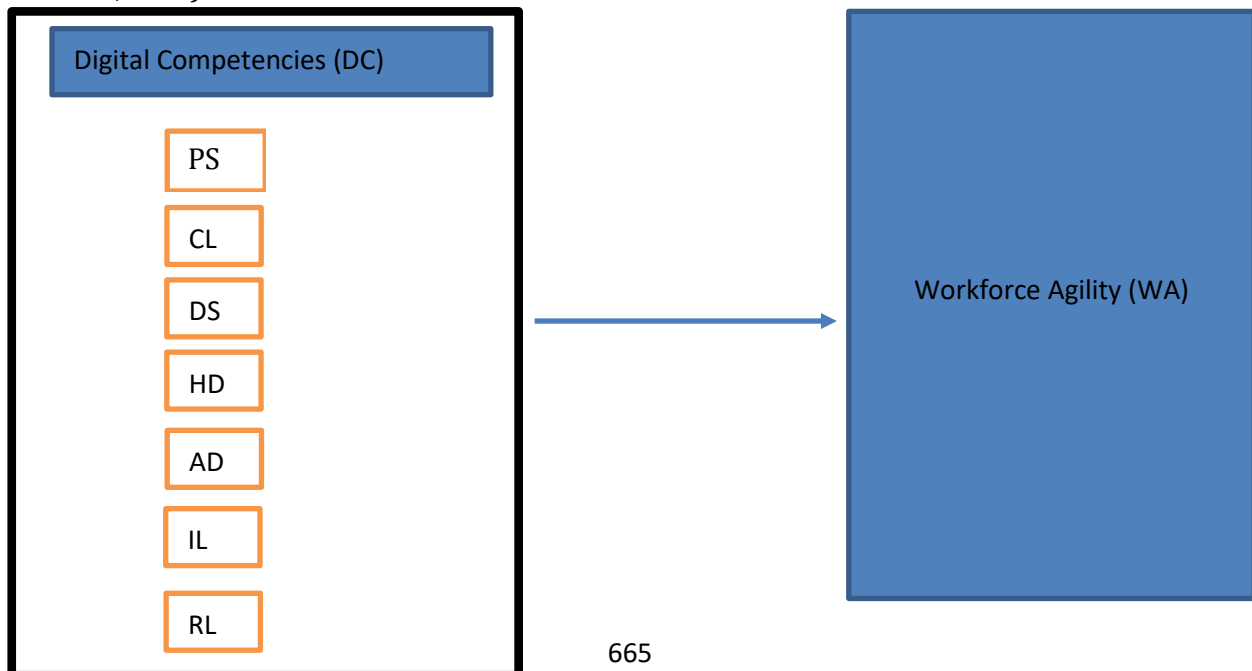 Digital Competencies (DC)
PS
CL
DS
HD
AD
IL
RL
Workforce Agility (WA)
665